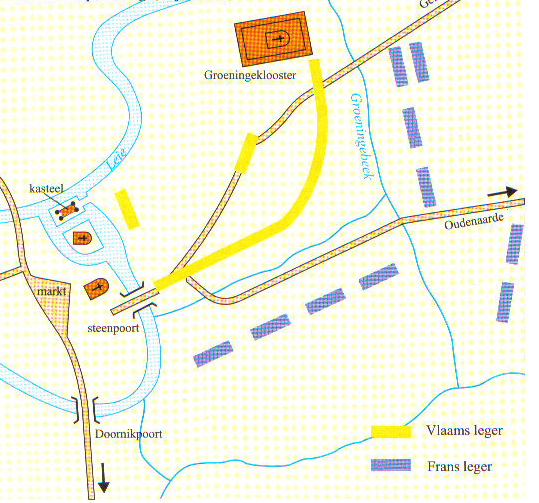 Groeningeklooster
Groeningebeek
Leie
kasteel
Oudenaarde
markt
steenpoort
Doornikpoort
Vlaams leger
Frans leger